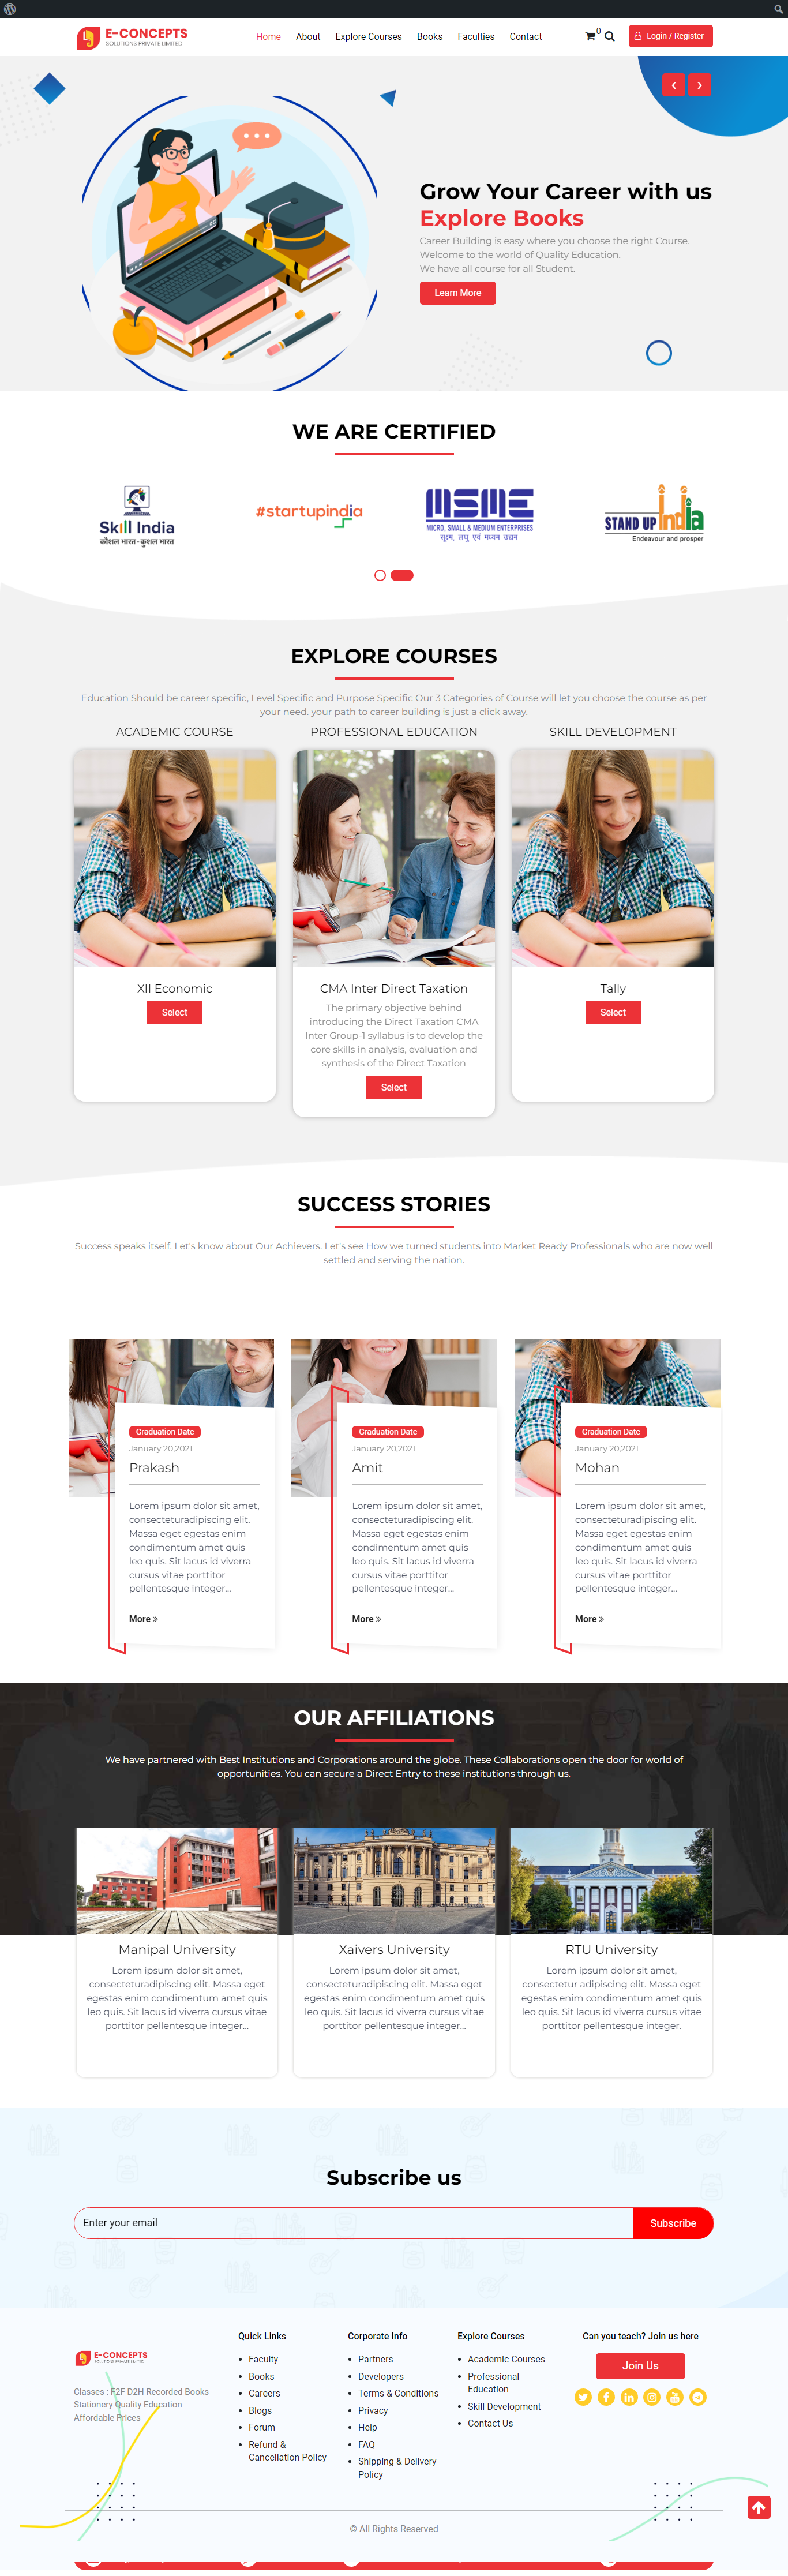 E-CONCEPTS
SOLUTIONS PRIVATE LIMITED
Home About Explore Courses Books Faculties Contact
0
Login / Register
Grow Your Career with us
Explore Books
Career Building is easy where you choose the right Course.
Welcome to the world of Quality Education.
We have all course for all Student.
Learn More
WE ARE CERTIFIED
Skill India
कौशल भारत - कुशल भारत
#startupindia
MSME
MICRO, SMALL & MEDIUM ENTERPRISES
सूक्ष्म, लघु एवं मध्यम उद्यम
STAND UP India
Endeavour and prosper
EXPLORE COURSES
Education Should be career specific, Level Specific and Purpose Specific Our 3 Categories of Course will let you choose the course as per
your need. your path to career building is just a click away.
ACADEMIC COURSE
PROFESSIONAL EDUCATION
SKILL DEVELOPMENT
XII Economic
Select
CMA Inter Direct Taxation
The primary objective behind
introducing the Direct Taxation CMA
Inter Group-1 syllabus is to develop the
core skills in analysis, evaluation and
synthesis of the Direct Taxation
Select
Tally
Select
SUCCESS STORIES
Success speaks itself. Let's know about Our Achievers. Let's see How we turned students into Market Ready Professionals who are now well
settled and serving the nation.
Graduation Date
January 20,2021
Prakash
Lorem ipsum dolor sit amet,
consecteturadipiscing elit.
Massa eget egestas enim
condimentum amet quis
leo quis. Sit lacus id viverra
cursus vitae porttitor
pellentesque integer...
More »
Graduation Date
January 20,2021
Amit
Lorem ipsum dolor sit amet,
consecteturadipiscing elit.
Massa eget egestas enim
condimentum amet quis
leo quis. Sit lacus id viverra
cursus vitae porttitor
pellentesque integer...
More »
Graduation Date
January 20,2021
Mohan
Lorem ipsum dolor sit amet,
consecteturadipiscing elit.
Massa eget egestas enim
condimentum amet quis
leo quis. Sit lacus id viverra
cursus vitae porttitor
pellentesque integer...
More »
OUR AFFILIATIONS
We have partnered with Best Institutions and Corporations around the globe. These Collaborations open the door for world of
opportunities. You can secure a Direct Entry to these institutions through us.
Manipal University
Lorem ipsum dolor sit amet,
consecteturadipiscing elit. Massa eget
egestas enim condimentum amet quis
leo quis. Sit lacus id viverra cursus vitae
porttitor pellentesque integer...
Xaivers University
Lorem ipsum dolor sit amet,
consecteturadipiscing elit. Massa eget
egestas enim condimentum amet quis
leo quis. Sit lacus id viverra cursus vitae
porttitor pellentesque integer...
RTU University
Lorem ipsum dolor sit amet,
consectetur adipiscing elit. Massa eget
egestas enim condimentum amet quis
leo quis. Sit lacus id viverra cursus vitae
porttitor pellentesque integer.
Subscribe us
Enter your email
Subscribe
E-CONCEPTS
SOLUTIONS PRIVATE LIMITED
Classes : F2F D2H Recorded Books
Stationery Quality Education
Affordable Prices
Quick Links
Faculty
Books
Careers
Blogs
Forum
Refund &
Cancellation Policy
Corporate Info
Partners
Developers
Terms & Conditions
Privacy
Help
FAQ
Shipping & Delivery
Policy
Explore Courses
Academic Courses
Professional
Education
Skill Development
Contact Us
Can you teach? Join us here
Join Us
© All Rights Reserved